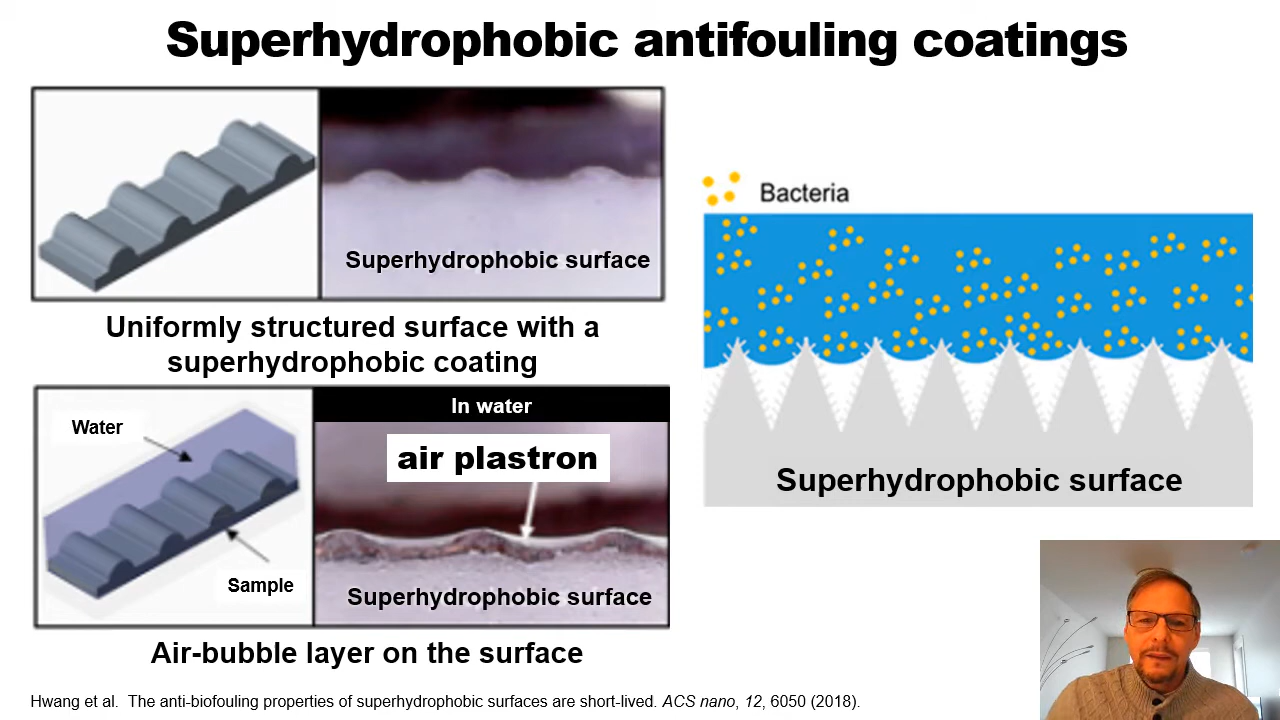 Superhydrophobic antifouling coatings
Superhydrophobic surface
Uniformly structured surface with a
superhydrophobic coating
Water
Sample
In water
air plastron
Superhydrophobic surface
Air-bubble layer on the surface
Bacteria
Superhydrophobic surface
Hwang et al.  The anti-biofouling properties of superhydrophobic surfaces are short-lived. ACS nano, 12, 6050 (2018).